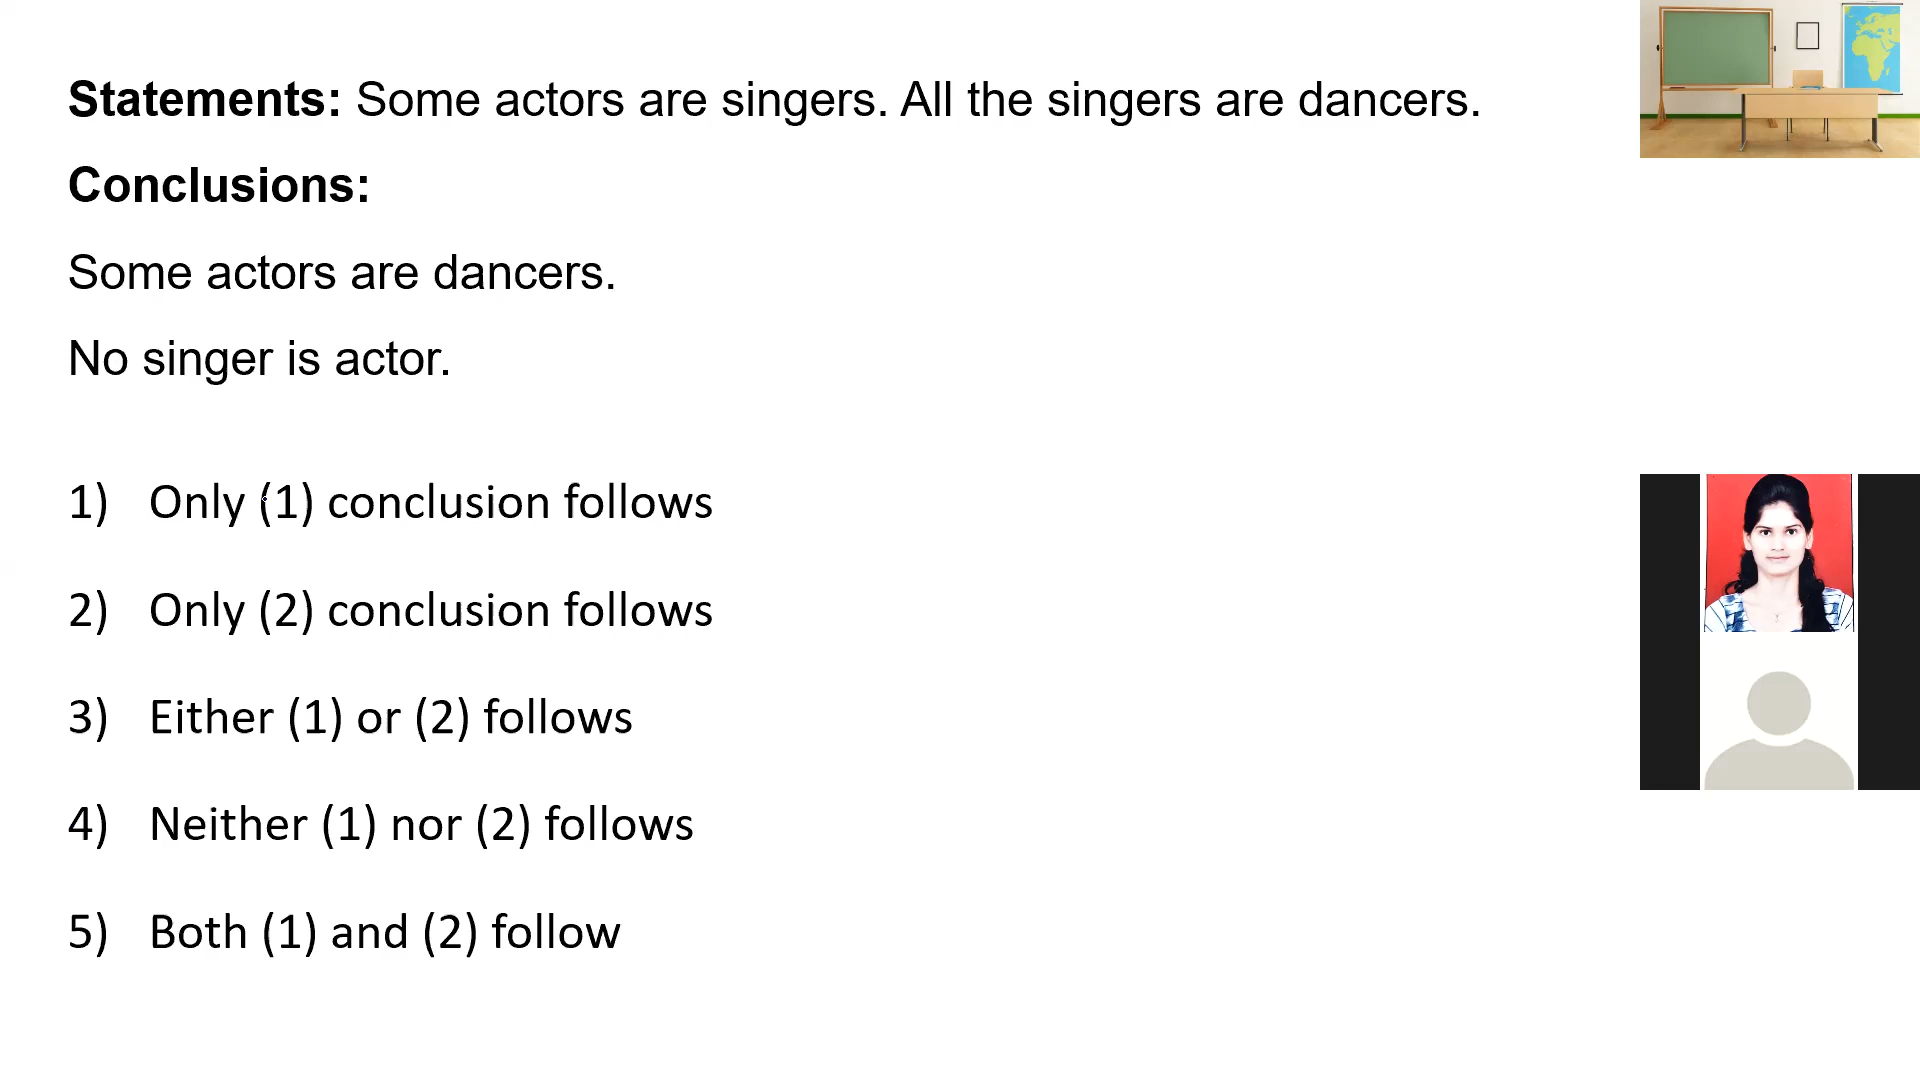 Statements: Some actors are singers. All the singers are dancers.
Conclusions:
Some actors are dancers.
No singer is actor.
1) Only (1) conclusion follows
2) Only (2) conclusion follows
3) Either (1) or (2) follows
4) Neither (1) nor (2) follows
5) Both (1) and (2) follow